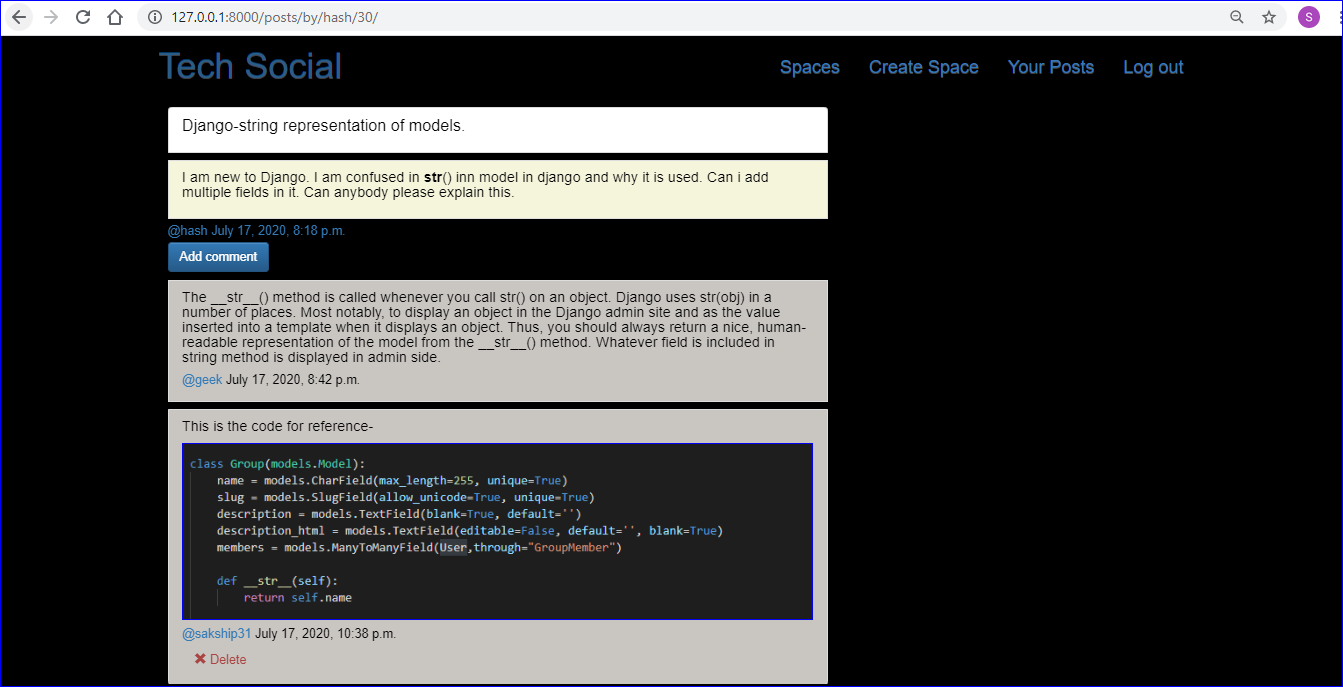 127.0.0.1:8000/posts/by/hash/30/
S
Tech Social
Spaces Create Space Your Posts Log out
Django-string representation of models.
I am new to Django. I am confused in str() inn model in django and why it is used. Can i add
multiple fields in it. Can anybody please explain this.
@hash July 17, 2020, 8:18 p.m.
Add comment
The __str__() method is called whenever you call str() on an object. Django uses str(obj) in a
number of places. Most notably, to display an object in the Django admin site and as the value
inserted into a template when it displays an object. Thus, you should always return a nice, human-
readable representation of the model from the __str__() method. Whatever field is included in
string method is displayed in admin side.
@geek July 17, 2020, 8:42 p.m.
This is the code for reference-
class Group(models.Model):
name = models.CharField(max_length=255, unique=True)
slug = models.SlugField(allow_unicode=True, unique=True)
description = models.TextField(blank=True, default='')
description_html = models.TextField(editable=False, default='', blank=True)
members = models.ManyToManyField(User,through="GroupMember")
def __str__(self):
return self.name
@sakship31 July 17, 2020, 10:38 p.m.
Delete